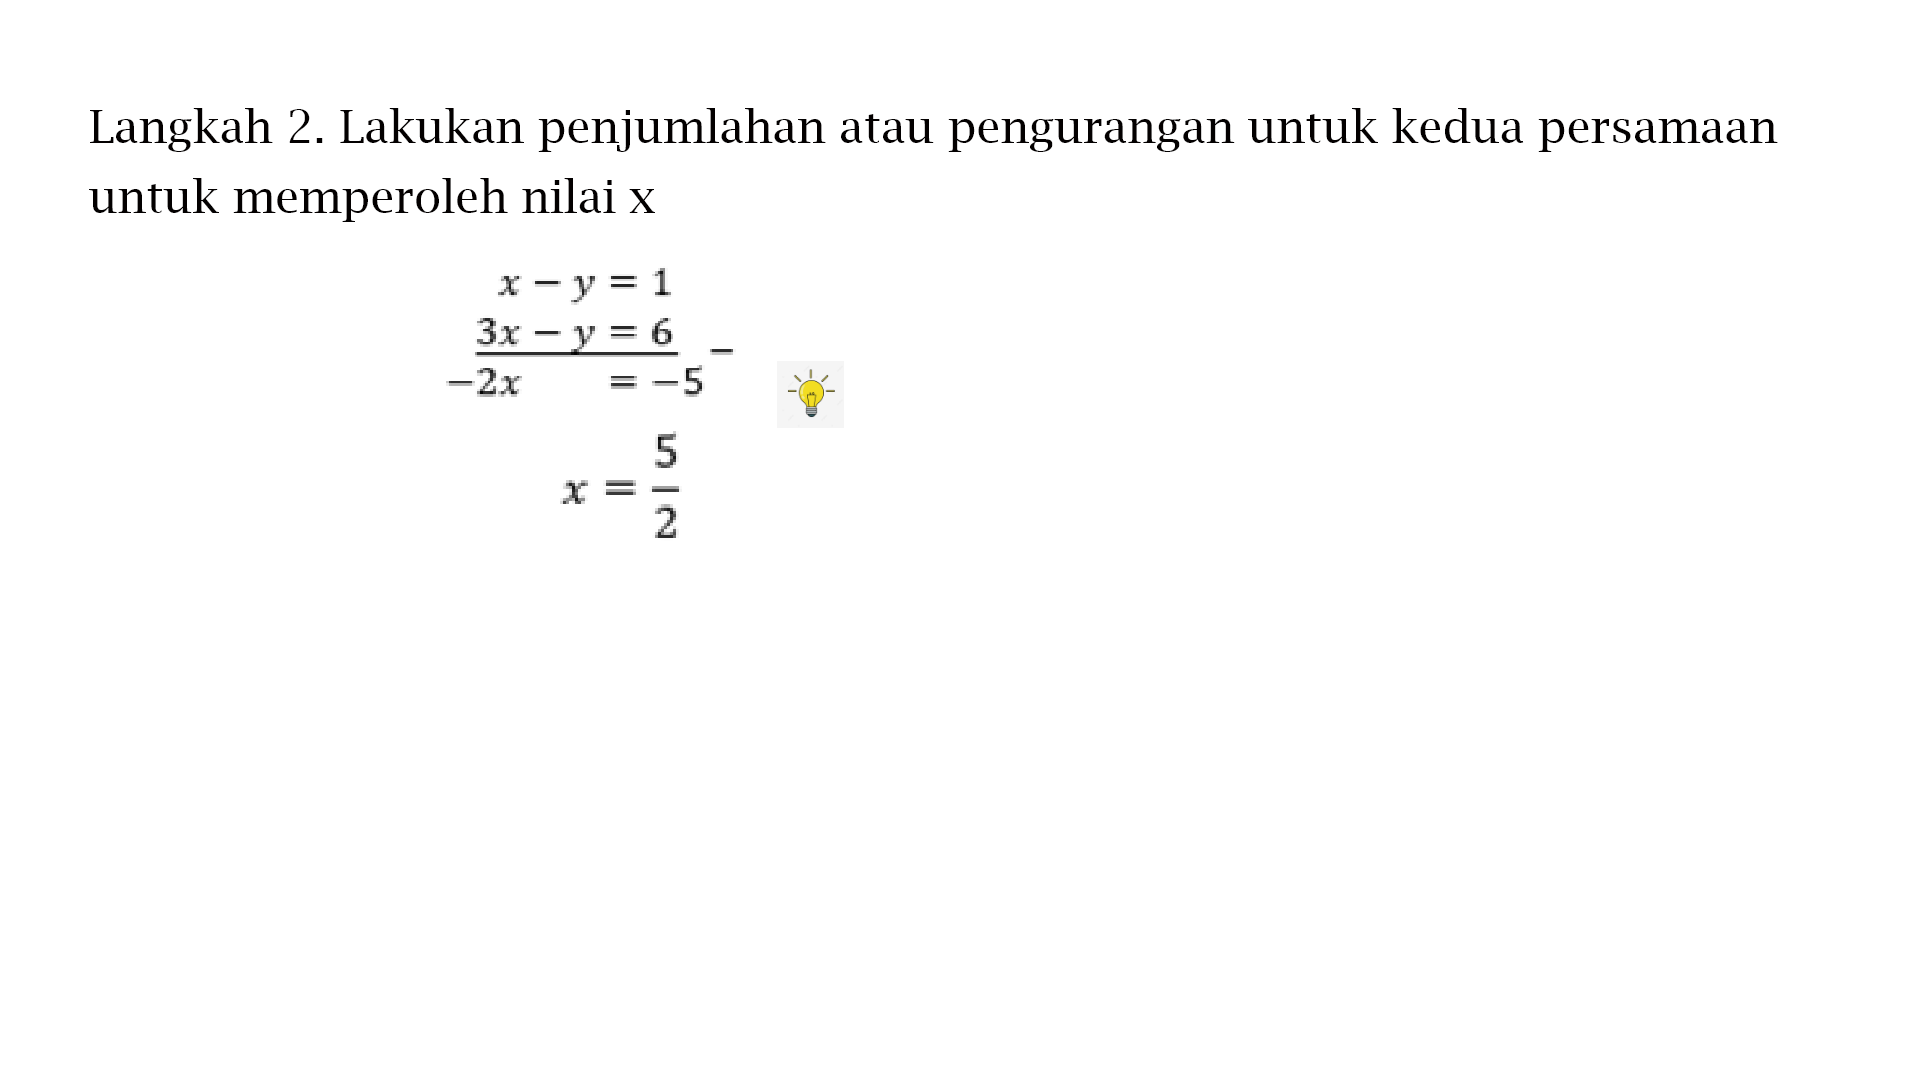 Langkah 2. Lakukan penjumlahan atau pengurangan untuk kedua persamaan
untuk memperoleh nilai x
x − y = 1
3x − y = 6
−
−2x = −5
x = 5/2